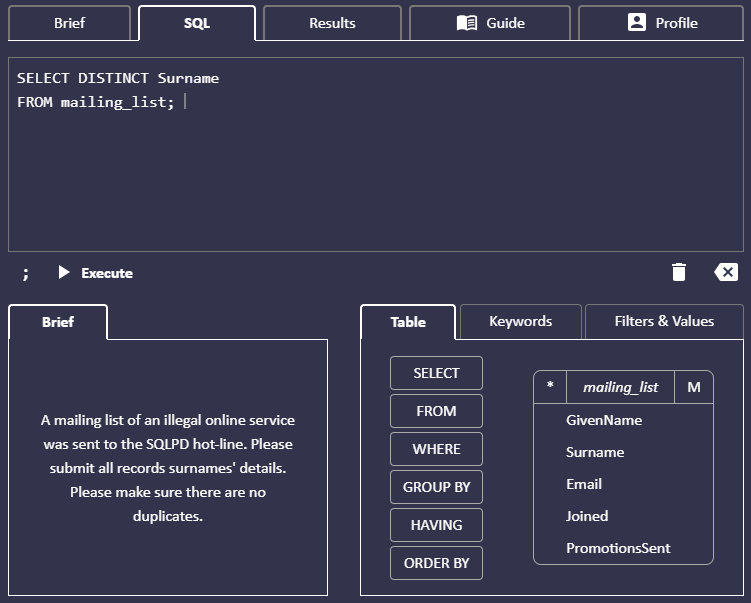 Brief
SQL
Results
Guide
Profile
SELECT DISTINCT Surname
FROM mailing_list;
; Execute
Brief
A mailing list of an illegal online service
was sent to the SQLPD hot-line. Please
submit all records surnames' details.
Please make sure there are no
duplicates.
Table
Keywords
Filters & Values
SELECT
FROM
WHERE
GROUP BY
HAVING
ORDER BY
* mailing_list M
GivenName
Surname
Email
Joined
PromotionsSent